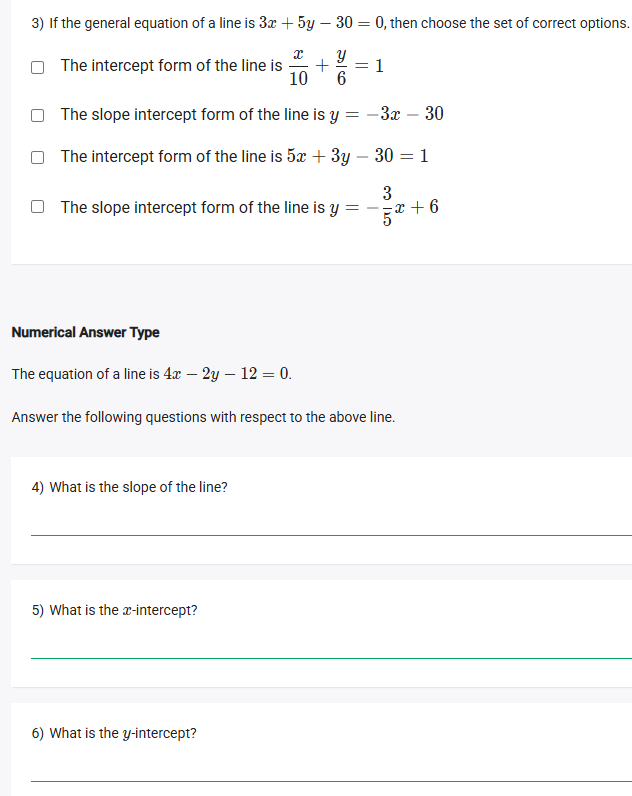 3) If the general equation of a line is 3x + 5y − 30 = 0, then choose the set of correct options.
The intercept form of the line is x/10 + y/6 = 1
The slope intercept form of the line is y = −3x − 30
The intercept form of the line is 5x + 3y − 30 = 1
The slope intercept form of the line is y = −3/5x + 6
Numerical Answer Type
The equation of a line is 4x − 2y − 12 = 0.
Answer the following questions with respect to the above line.
4) What is the slope of the line?
5) What is the x-intercept?
6) What is the y-intercept?